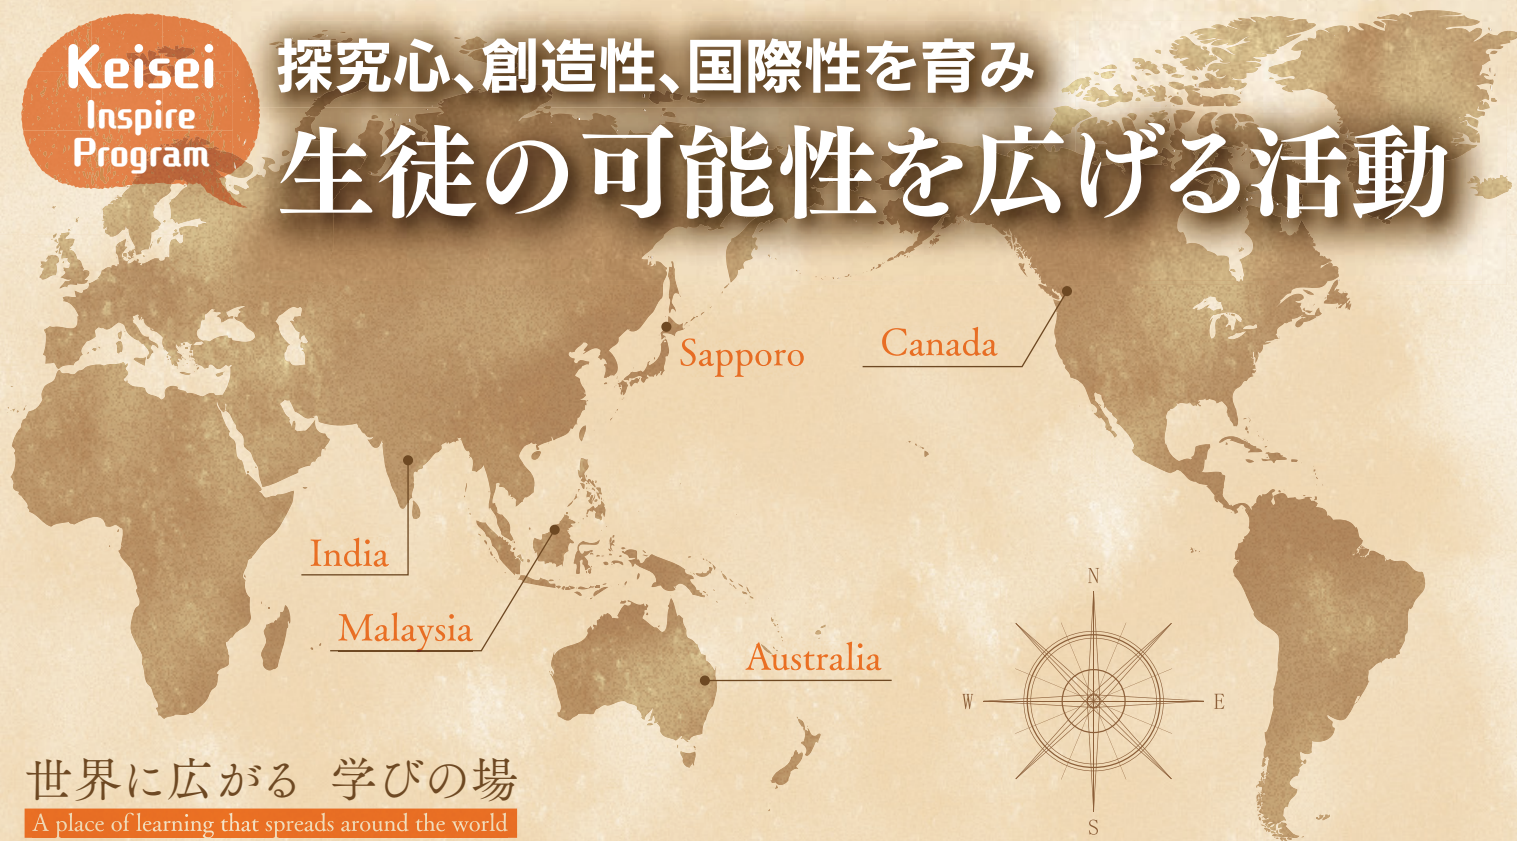 Keisei
Inspire
Program
探究心、創造性、国際性を育み
生徒の可能性を広げる活動
Sapporo
Canada
India
Malaysia
Australia
N
W
E
S
世界に広がる 学びの場
A place of learning that spreads around the world